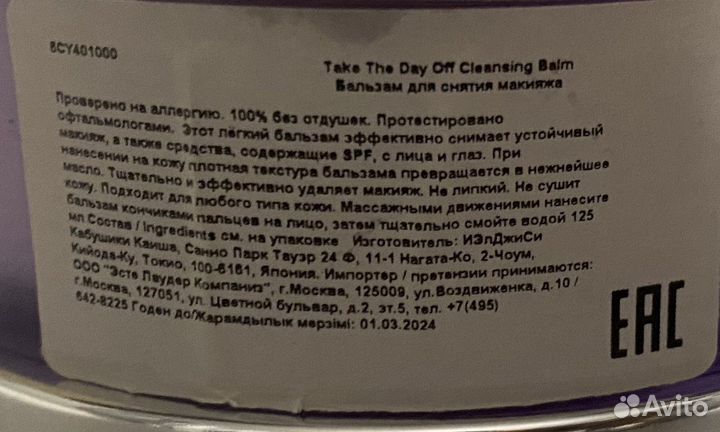 6CY401000
Take The Day Off Cleansing Balm
Бальзам для снятия макияжа
Проверено на аллергию. 100% без отдушек. Протестировано
офтальмологами. Этот лёгкий бальзам эффективно снимает устойчивый
макияж, а также средства, содержащие SPF, с лица и глаз. При
нанесении на кожу плотная текстура бальзама превращается в нежнейшее
масло. Тщательно и эффективно удаляет макияж. Не липкий. Не сушит
кожу. Подходит для любого типа кожи. Массажными движениями нанесите
бальзам кончиками пальцев на лицо, затем тщательно смойте водой 125
мл Состав / Ingredients см. на упаковке Изготовитель: ИЭлДжиСи
Кабушики Каиша, Санно Парк Тауэр 24 Ф, 11-1 Нагата-Ко, 2-Чоум,
Кийода-Ку, Токио, 100-6161, Япония. Импортер / претензии принимаются:
ООО "Эсте Лаудер Компаниз", г.Москва, 125009, ул.Воздвиженка, д.10 /
г.Москва, 127051, ул. Цветной бульвар, д.2, эт.5, тел. +7(495)
642-8225 Годен до/Жарамдылық мерзімі: 01.03.2024
EAC
Avito